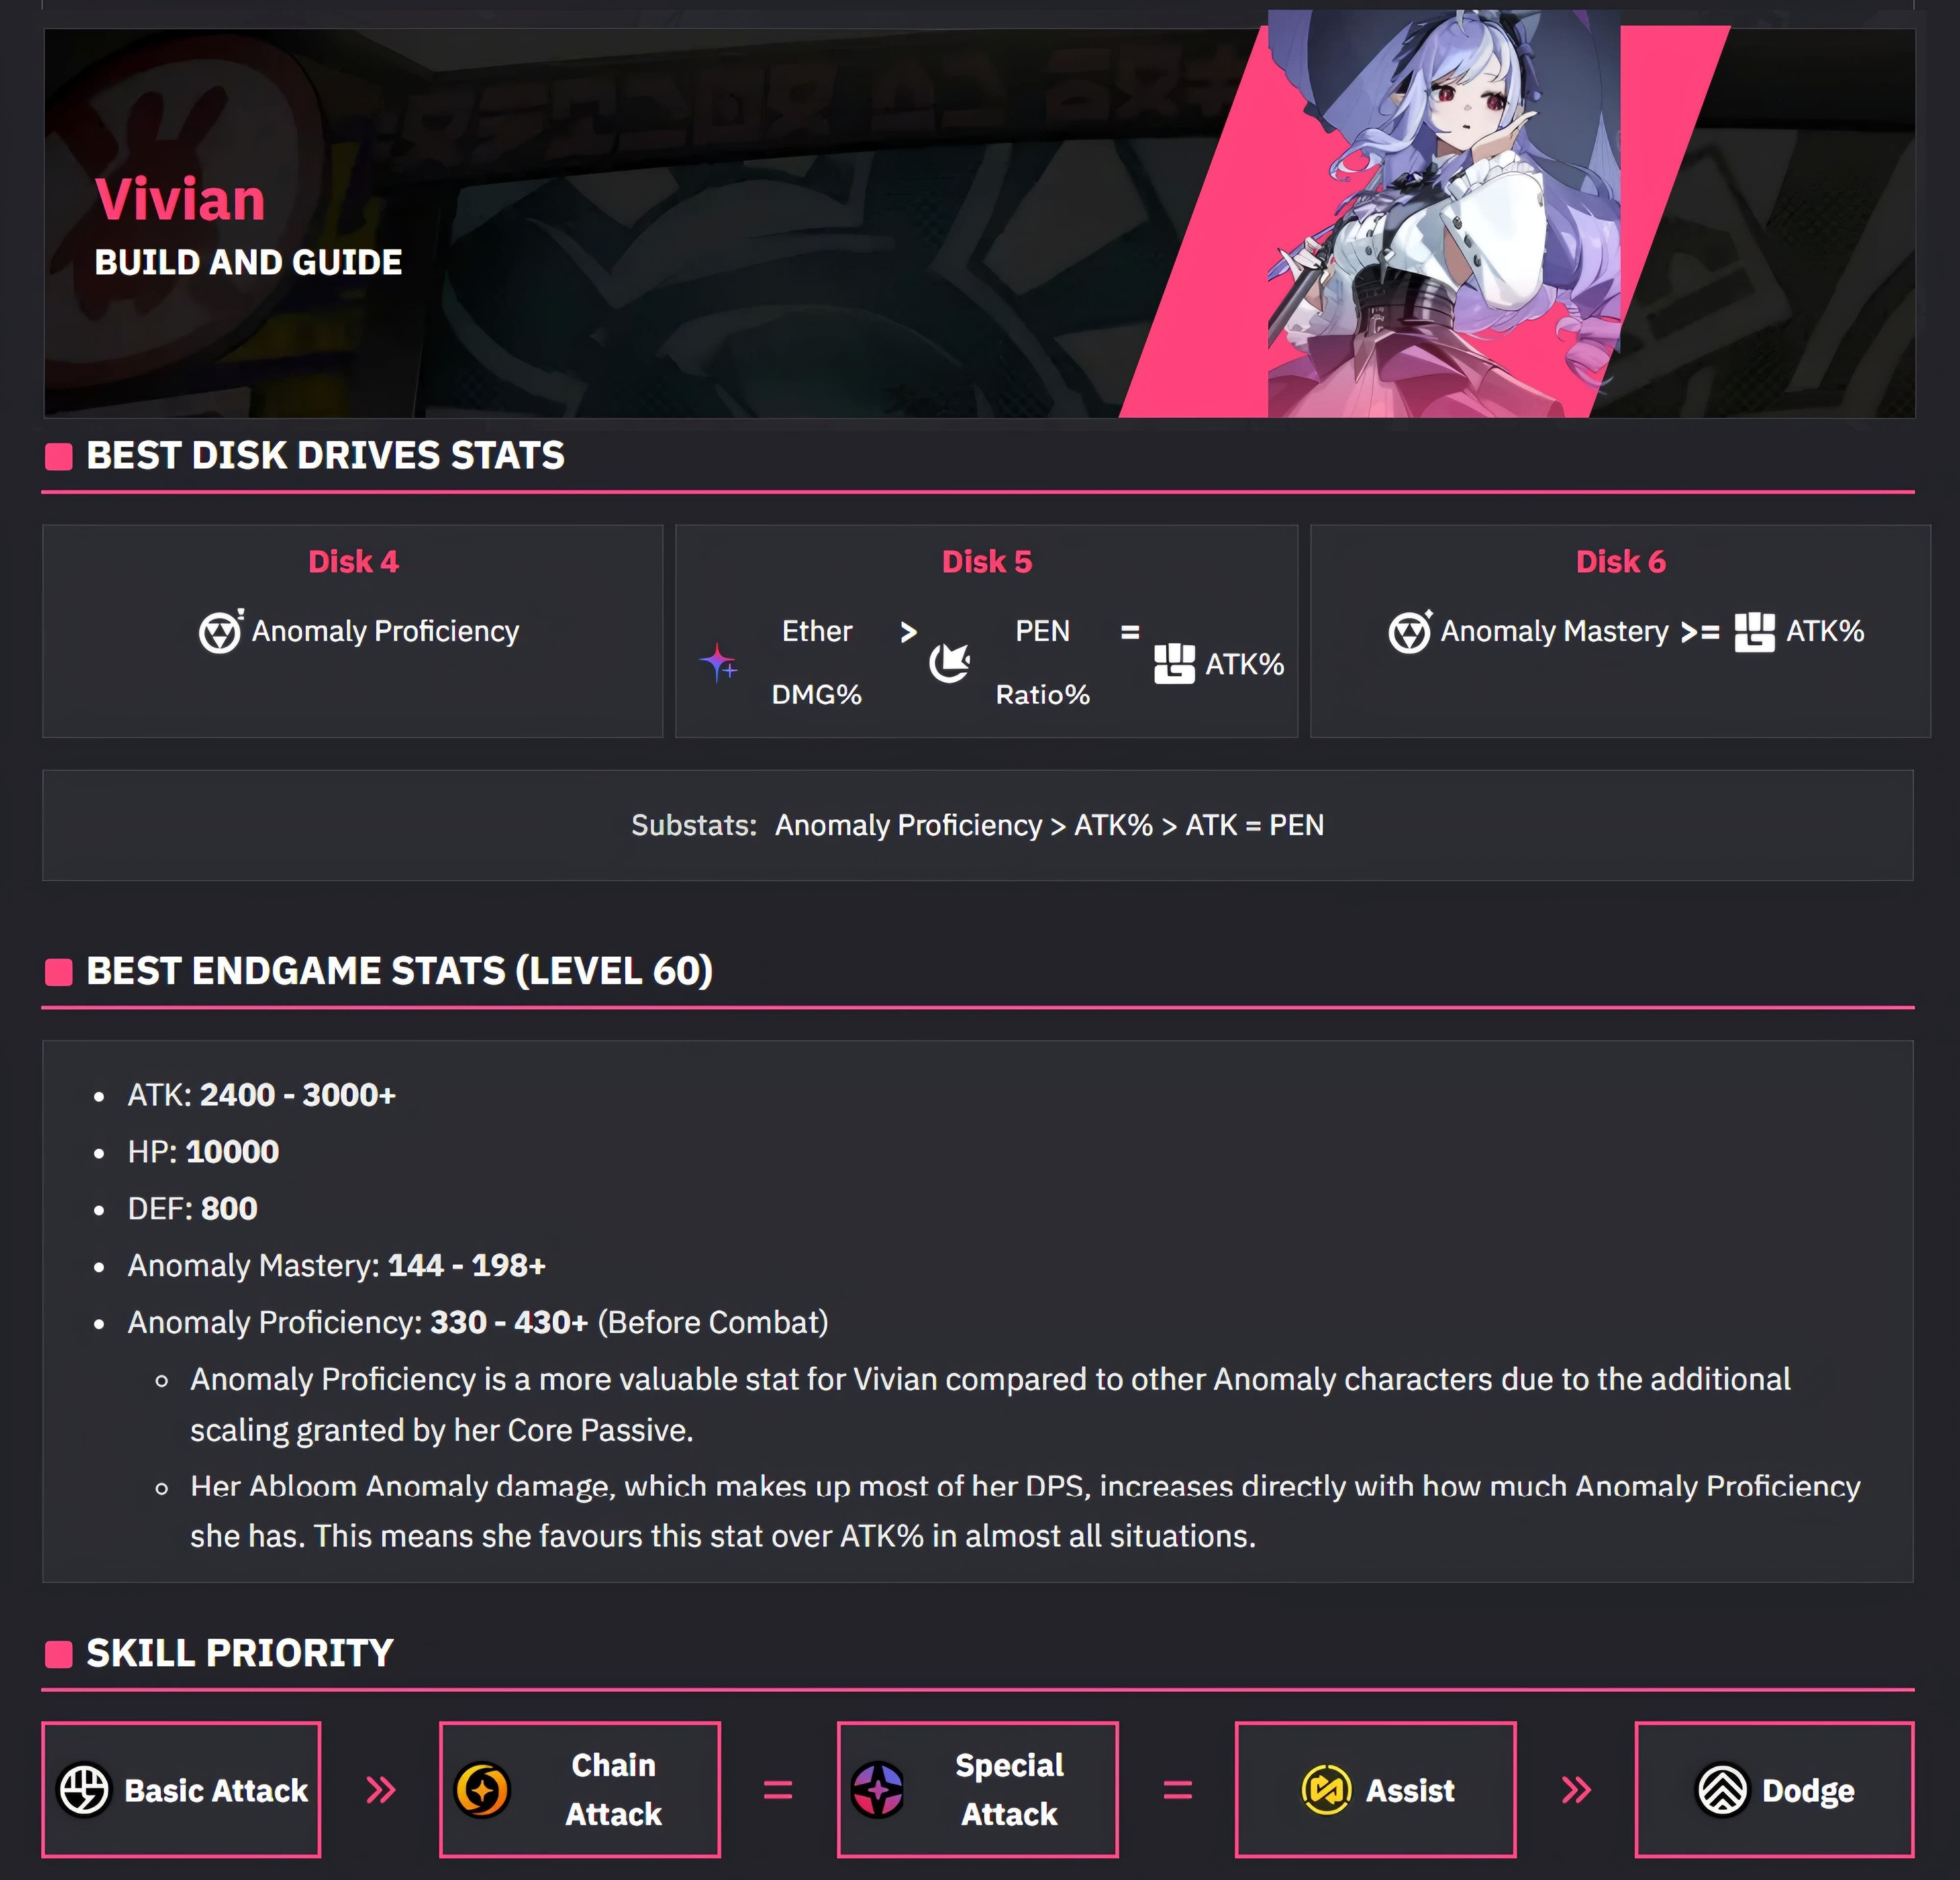 Vivian
BUILD AND GUIDE
BEST DISK DRIVES STATS
Disk 4
Anomaly Proficiency
Disk 5
Ether DMG% > PEN Ratio% = ATK%
Disk 6
Anomaly Mastery >= ATK%
Substats: Anomaly Proficiency > ATK% > ATK = PEN
BEST ENDGAME STATS (LEVEL 60)
ATK: 2400 - 3000+
HP: 10000
DEF: 800
Anomaly Mastery: 144 - 198+
Anomaly Proficiency: 330 - 430+ (Before Combat)
Anomaly Proficiency is a more valuable stat for Vivian compared to other Anomaly characters due to the additional
scaling granted by her Core Passive.
Her Abloom Anomaly damage, which makes up most of her DPS, increases directly with how much Anomaly Proficiency
she has. This means she favours this stat over ATK% in almost all situations.
SKILL PRIORITY
Basic Attack
Chain
Attack
=
Special
Attack
=
Assist
Dodge